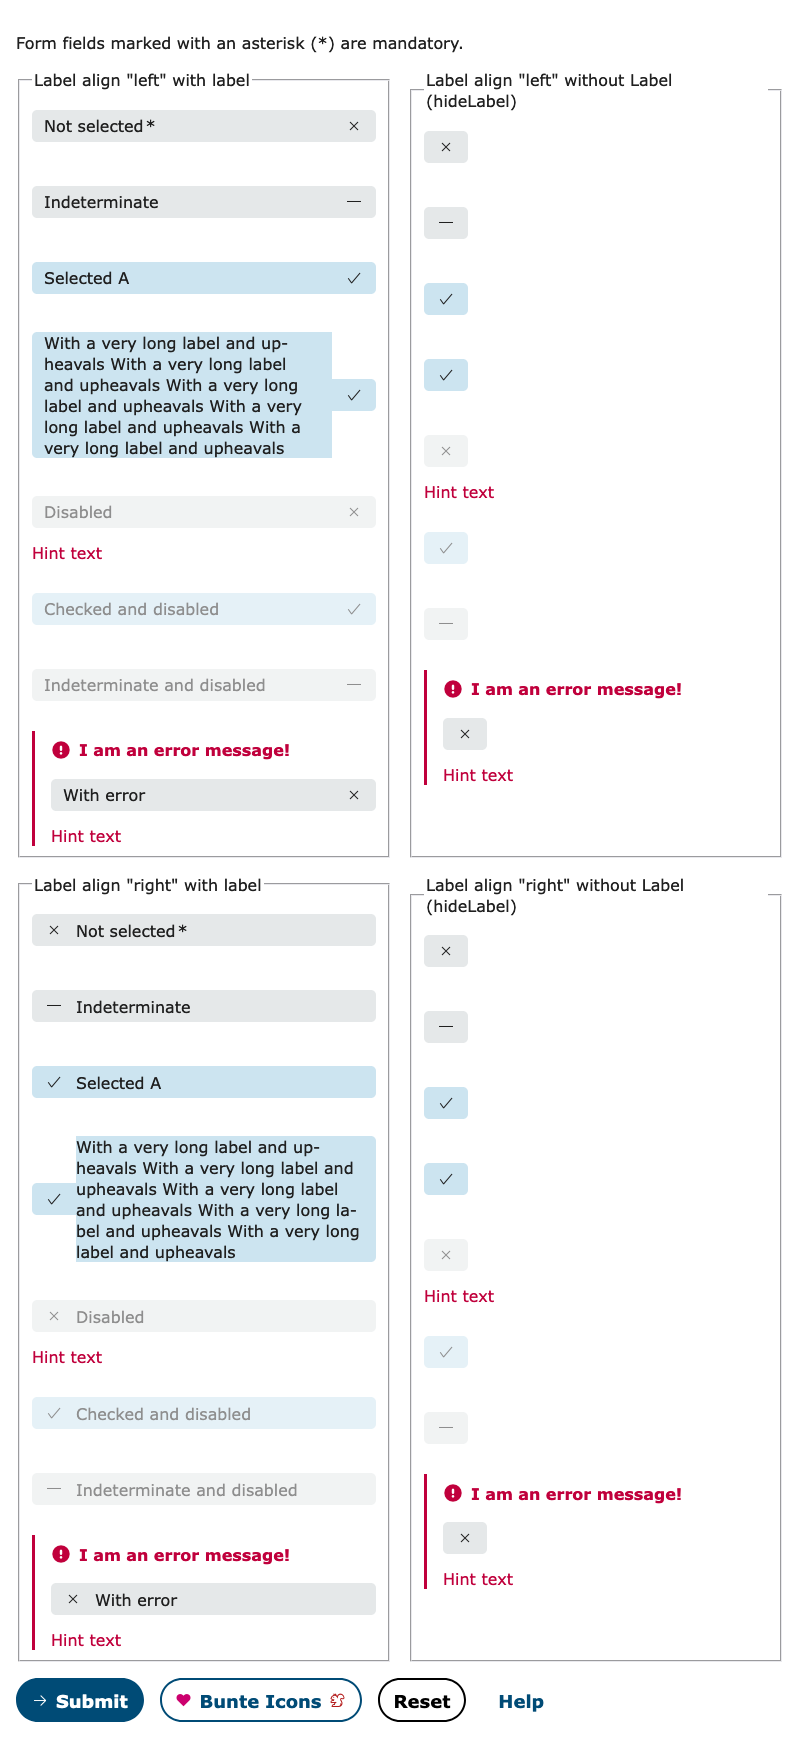 Form fields marked with an asterisk (*) are mandatory.
Label align "left" with label
Not selected*
Indeterminate
Selected A
With a very long label and up-
heavals With a very long label
and upheavals With a very long
label and upheavals With a very
long label and upheavals With a
very long label and upheavals
Disabled
Hint text
Checked and disabled
Indeterminate and disabled
I am an error message!
With error
Hint text
Label align "left" without Label
(hideLabel)
Hint text
I am an error message!
Hint text
Label align "right" with label
Not selected*
Indeterminate
Selected A
With a very long label and up-
heavals With a very long label and
upheavals With a very long label
and upheavals With a very long la-
bel and upheavals With a very long
label and upheavals
Disabled
Hint text
Checked and disabled
Indeterminate and disabled
I am an error message!
With error
Hint text
Label align "right" without Label
(hideLabel)
Hint text
I am an error message!
Hint text
Submit
Bunte Icons
Reset
Help